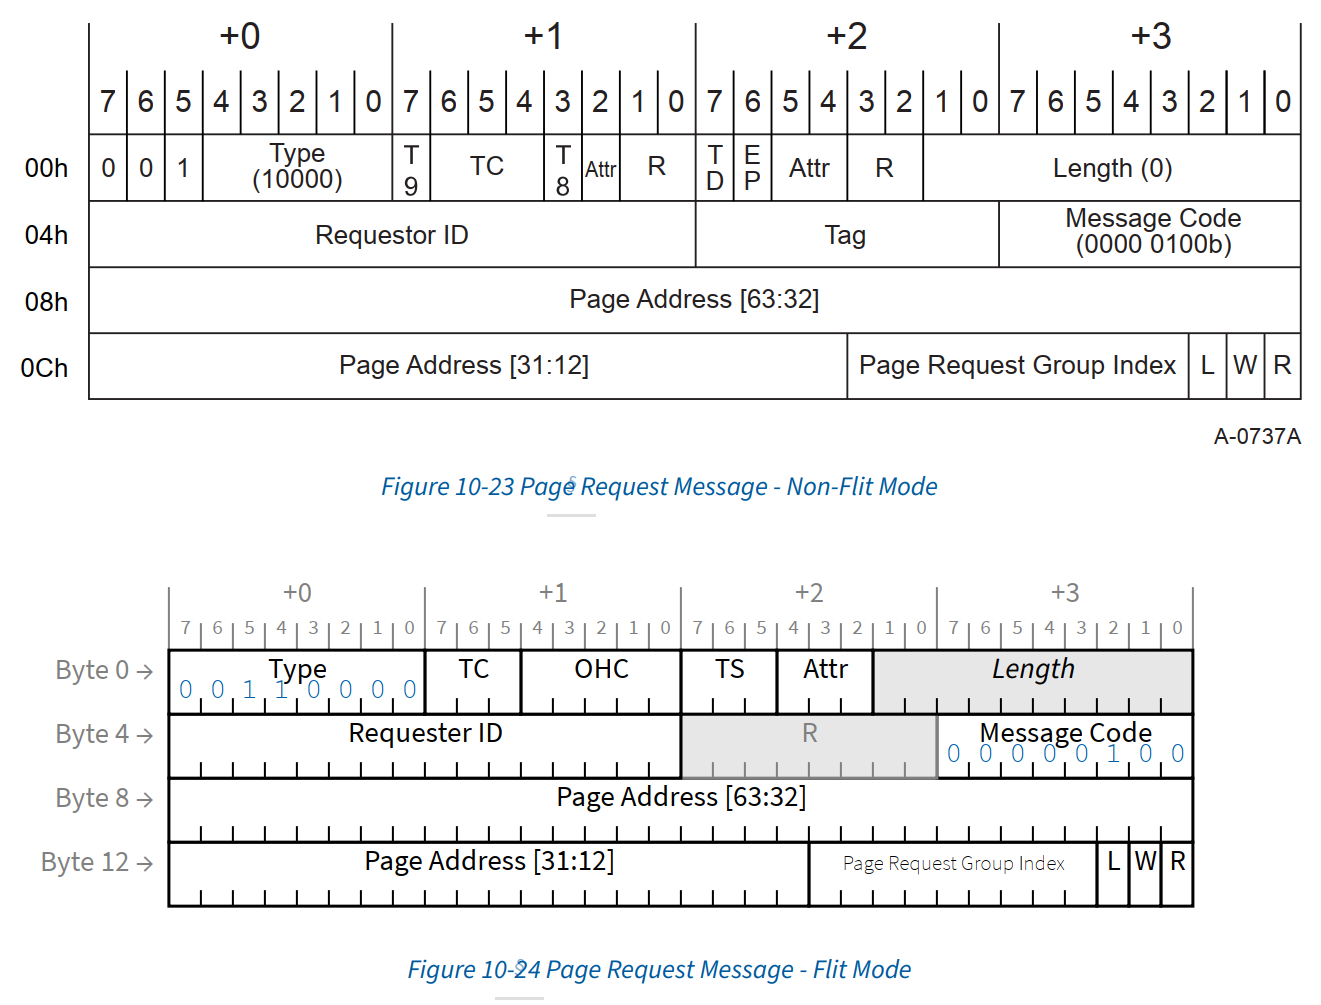 +0 +1 +2 +3
7 6 5 4 3 2 1 0 7 6 5 4 3 2 1 0 7 6 5 4 3 2 1 0 7 6 5 4 3 2 1 0
00h 0 0 1 Type (10000) T9 TC T8 Attr R TD EP Attr R Length (0)
04h Requestor ID Tag Message Code (0000 0100b)
08h Page Address [63:32]
0Ch Page Address [31:12] Page Request Group Index L W R
A-0737A
Figure 10-23 Page Request Message - Non-Flit Mode
§
+0 +1 +2 +3
7 6 5 4 3 2 1 0 7 6 5 4 3 2 1 0 7 6 5 4 3 2 1 0 7 6 5 4 3 2 1 0
Byte 0 → Type TC OHC TS Attr Length
0 0 1 1 0 0 0 0
Byte 4 → Requester ID R Message Code
0 0 0 0 0 1 0 0
Byte 8 → Page Address [63:32]
Byte 12 → Page Address [31:12] Page Request Group Index L W R
Figure 10-24 Page Request Message - Flit Mode
§